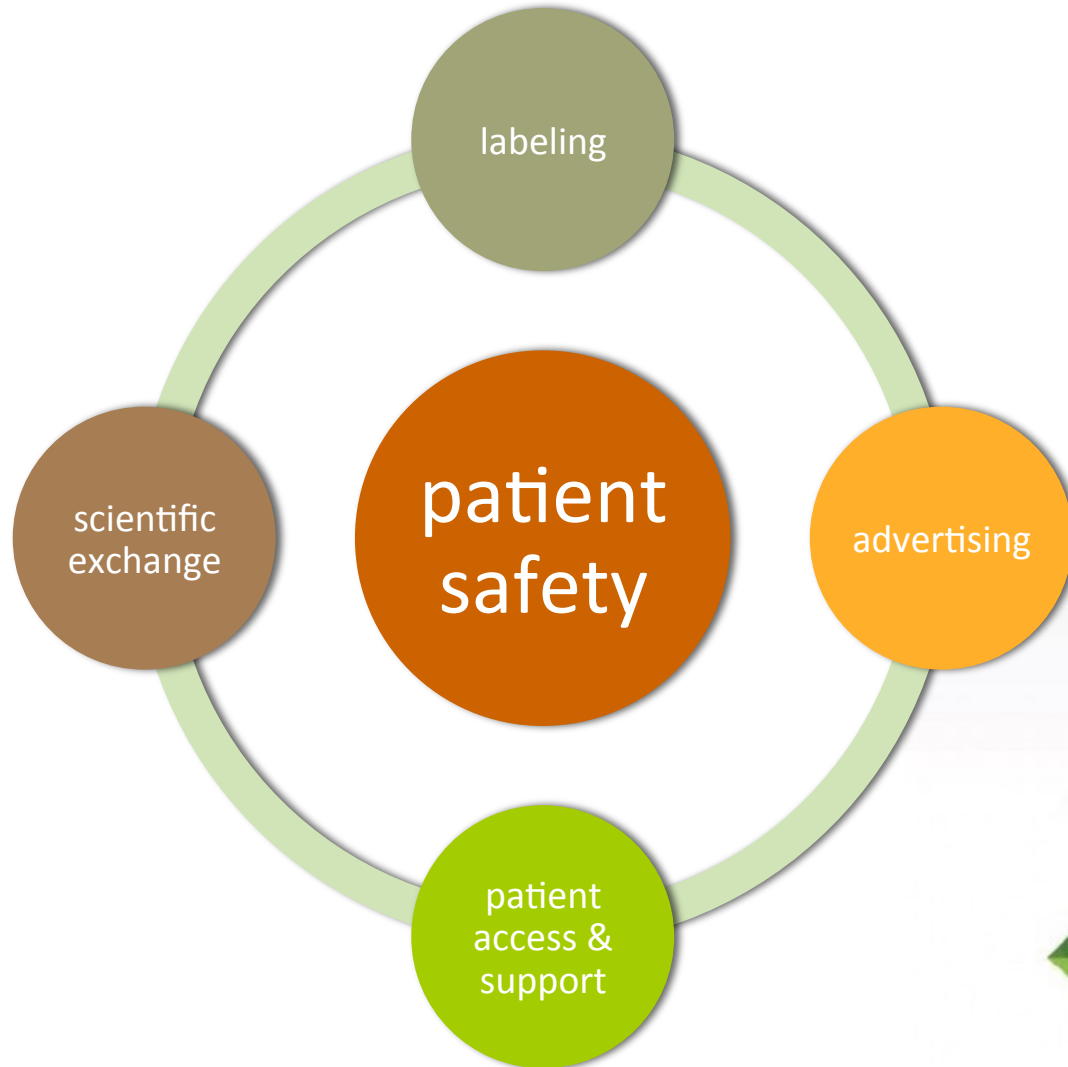 labeling
scientific
exchange
patient
safety
advertising
patient
access &
support